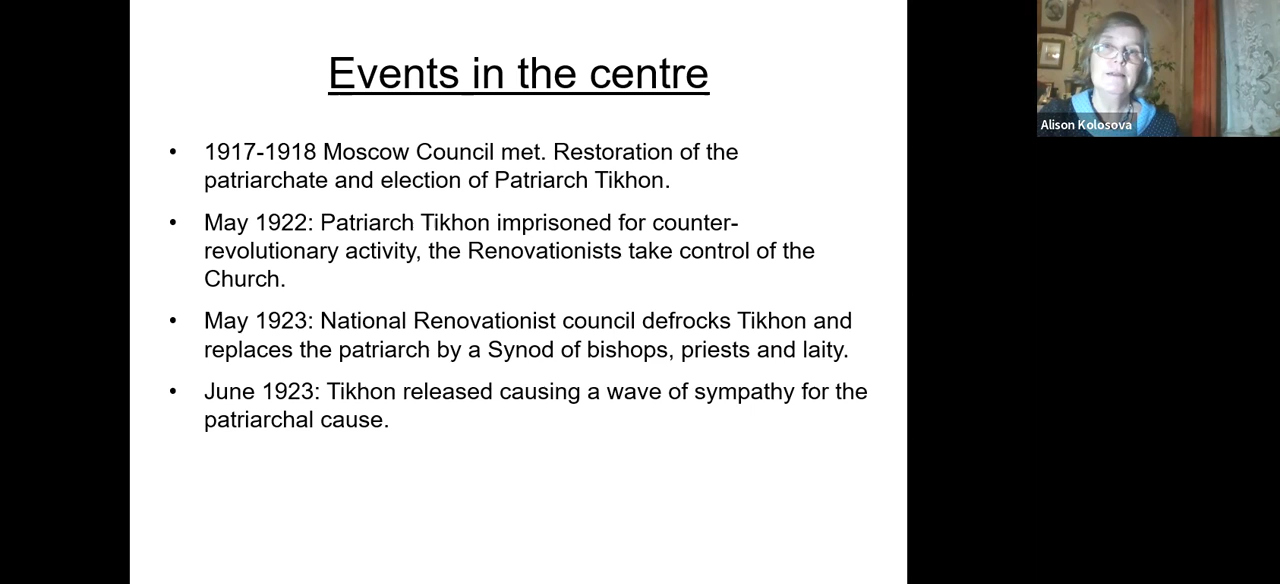 Events in the centre
• 1917-1918 Moscow Council met. Restoration of the
patriarchate and election of Patriarch Tikhon.
• May 1922: Patriarch Tikhon imprisoned for counter-
revolutionary activity, the Renovationists take control of the
Church.
• May 1923: National Renovationist council defrocks Tikhon and
replaces the patriarch by a Synod of bishops, priests and laity.
• June 1923: Tikhon released causing a wave of sympathy for the
patriarchal cause.
Alison Kolosova